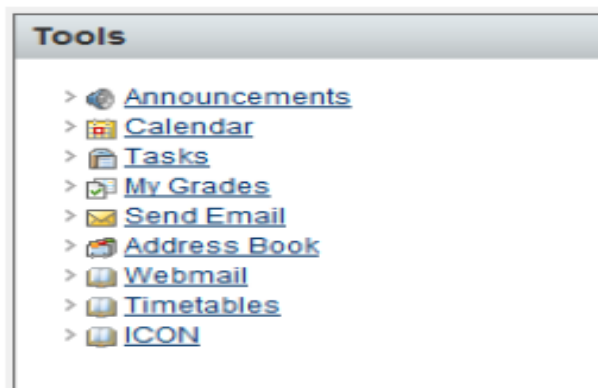 Tools
> Announcements
> Calendar
> Tasks
> My Grades
> Send Email
> Address Book
> Webmail
> Timetables
> ICON